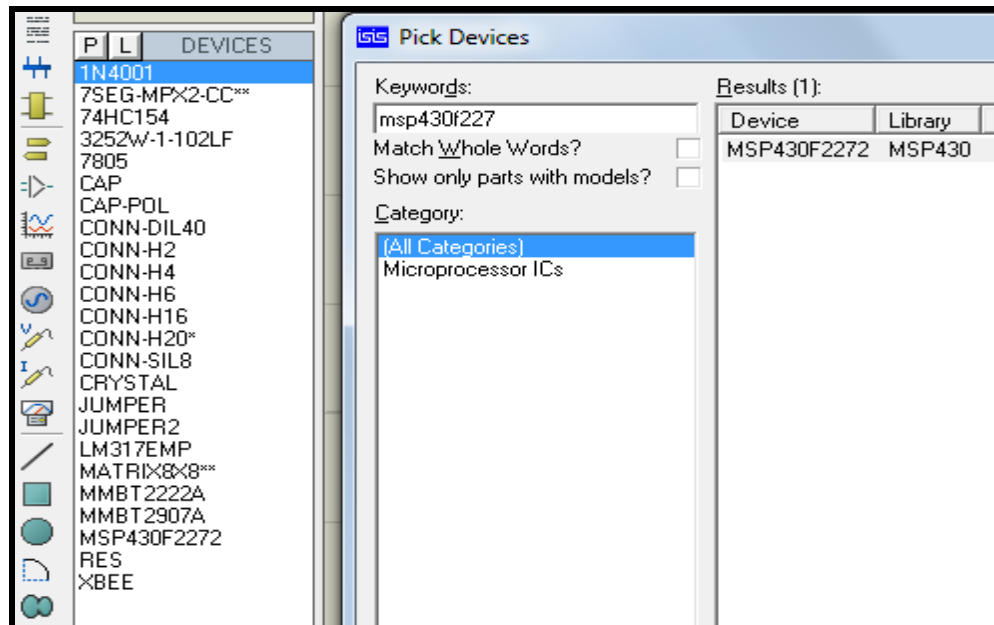 P L DEVICES
1N4001
7SEG-MPX2-CC**
74HC154
3252W-1-102LF
7805
CAP
CAP-POL
CONN-DIL40
CONN-H2
CONN-H4
CONN-H6
CONN-H16
CONN-H20*
CONN-SIL8
CRYSTAL
JUMPER
JUMPER2
LM317EMP
MATRIX8X8**
MMBT2222A
MMBT2907A
MSP430F2272
RES
XBEE
isis Pick Devices
Keywords:
msp430f227
Match Whole Words?
Show only parts with models?
Category:
(All Categories)
Microprocessor ICs
Results (1):
Device Library
MSP430F2272 MSP430